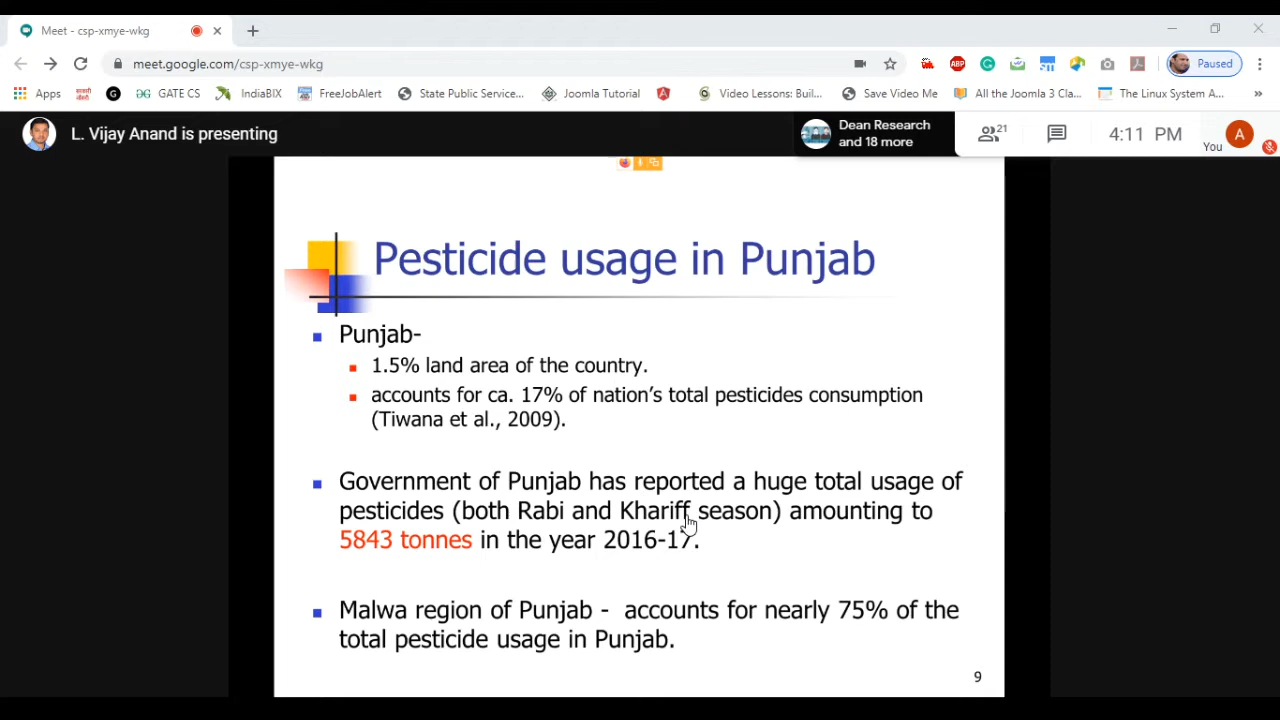 Meet - csp-xmye-wkg
meet.google.com/csp-xmye-wkg
ABP
Paused
Apps
G
GATE CS
IndiaBIX
FreeJobAlert
State Public Service...
Joomla Tutorial
Video Lessons: Buil...
Save Video Me
All the Joomla 3 Cla...
The Linux System A...
»
L. Vijay Anand is presenting
Dean Research
and 18 more
21
4:11 PM
You
A
Pesticide usage in Punjab
Punjab-
1.5% land area of the country.
accounts for ca. 17% of nation's total pesticides consumption
(Tiwana et al., 2009).
Government of Punjab has reported a huge total usage of
pesticides (both Rabi and Khariff season) amounting to
5843 tonnes in the year 2016-17.
Malwa region of Punjab - accounts for nearly 75% of the
total pesticide usage in Punjab.
9